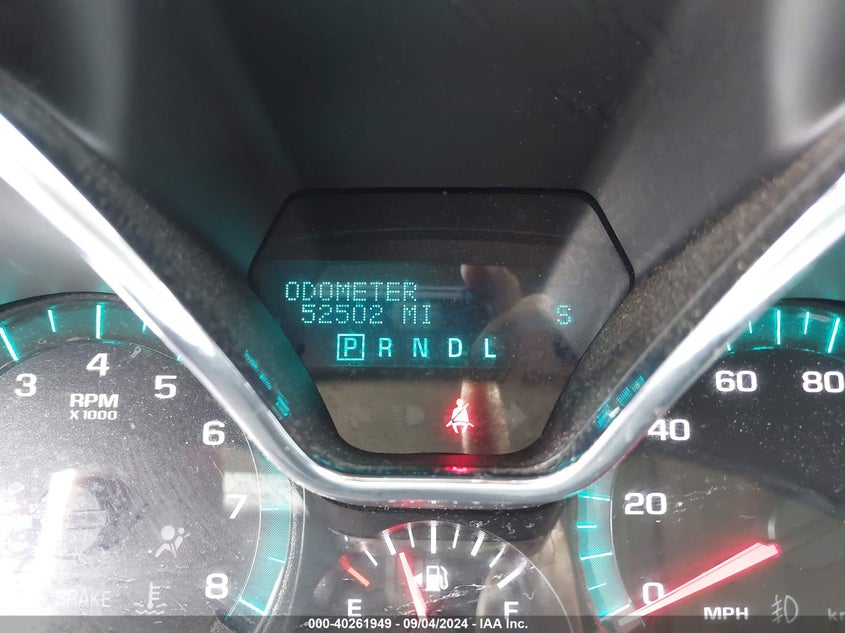 ODOMETER
52502 MI S
P R N D L
3 4 5 6 7 8
RPM
X1000
BRAKE
E F
0 20 40 60 80
MPH
000-40261949 - 09/04/2024 - IAA Inc.